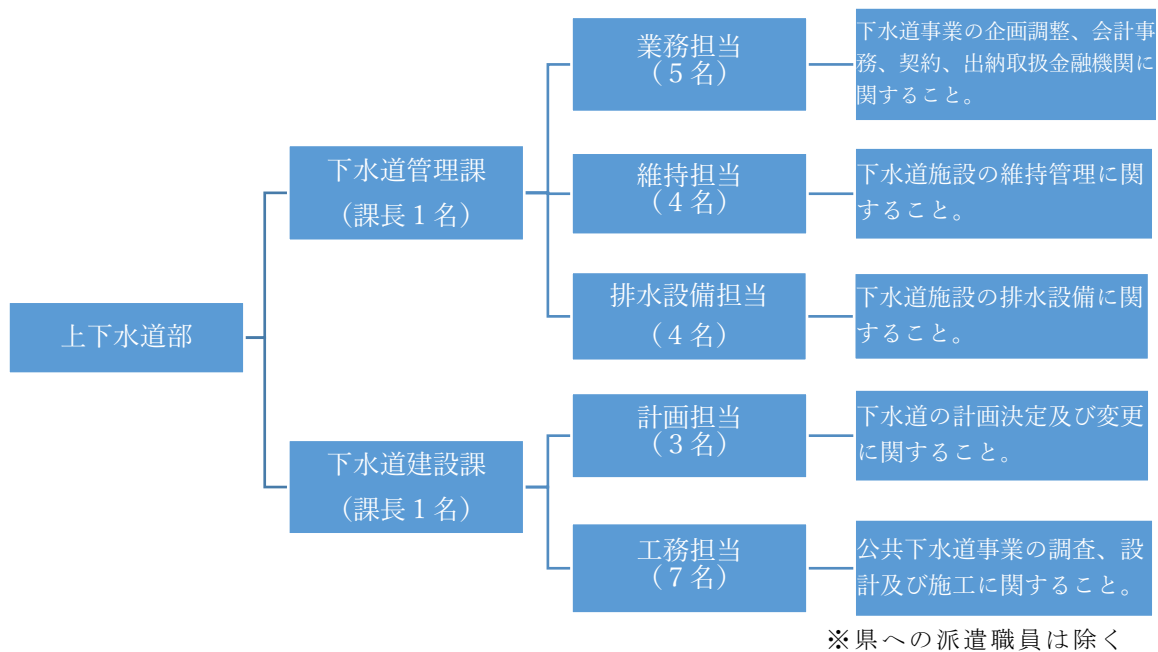 上下水道部
下水道管理課
（課長１名）
業務担当
（５名）
下水道事業の企画調整、会計事
務、契約、出納取扱金融機関に
関すること。
維持担当
（４名）
下水道施設の維持管理に関
すること。
排水設備担当
（４名）
下水道施設の排水設備に関
すること。
下水道建設課
（課長１名）
計画担当
（３名）
下水道の計画決定及び変更
に関すること。
工務担当
（７名）
公共下水道事業の調査、設
計及び施工に関すること。
※県への派遣職員は除く